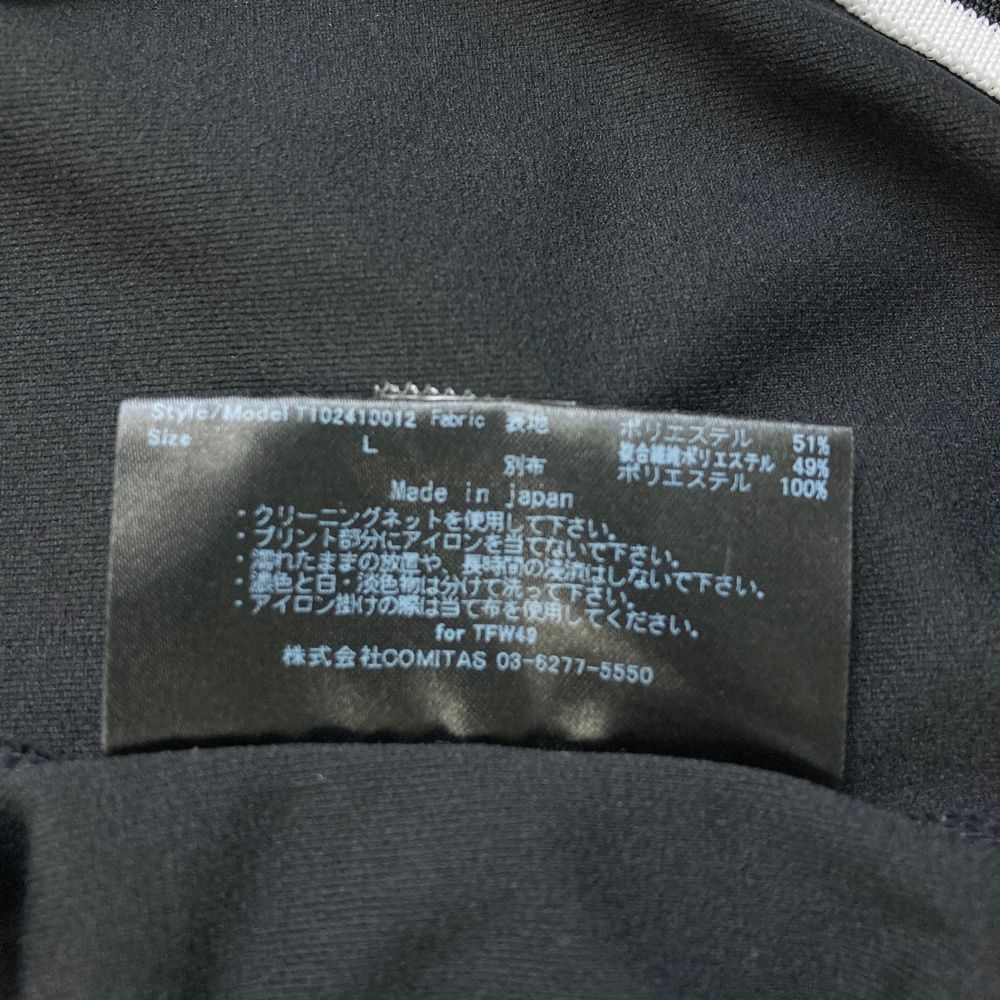 Style/Model T102410012 Fabric 表地 ポリエステル 51%
Size L 複合繊維ポリエステル 49%
別布 ポリエステル 100%
Made in japan
・クリーニングネットを使用して下さい。
・プリント部分にアイロンを当てないで下さい。
・濡れたままの放置や、長時間の浸漬はしないで下さい。
・濃色と白・淡色物は分けて洗って下さい。
・アイロン掛けの際は当て布を使用してください。
for TFW49
株式会社COMITAS 03-6277-5550